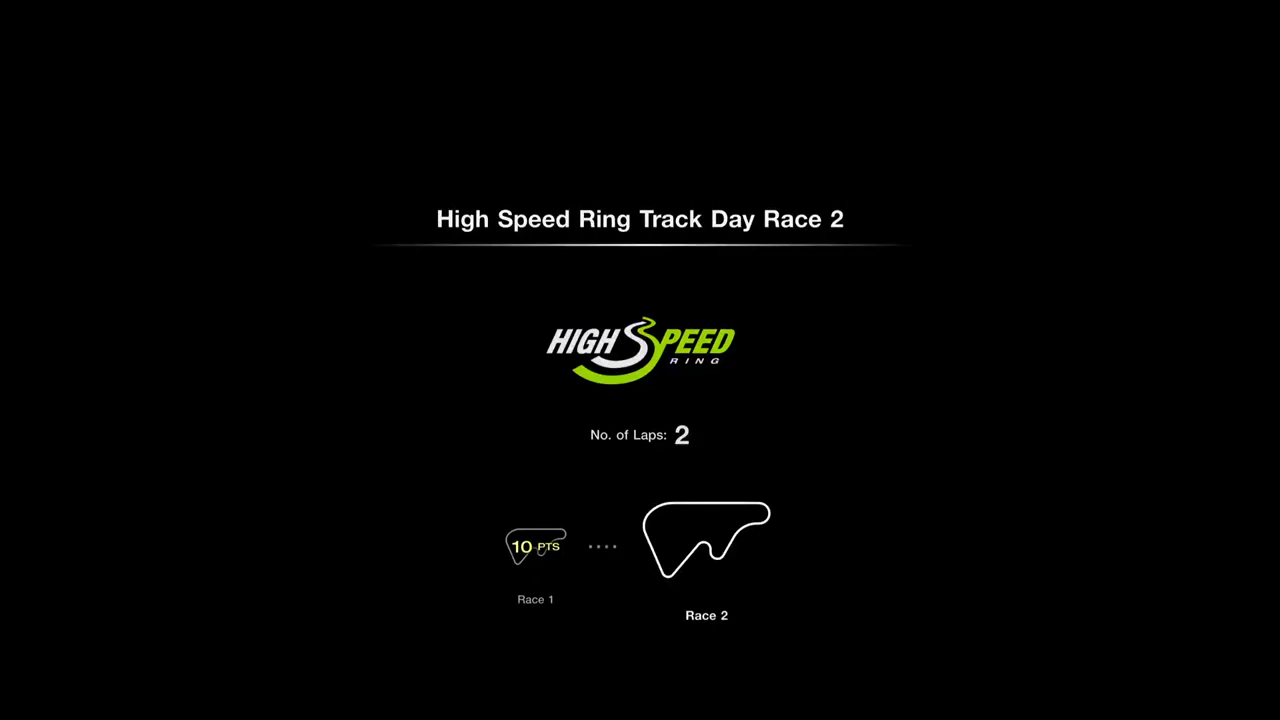 High Speed Ring Track Day Race 2
HIGH SPEED
RING
No. of Laps: 2
10 PTS
Race 1
Race 2